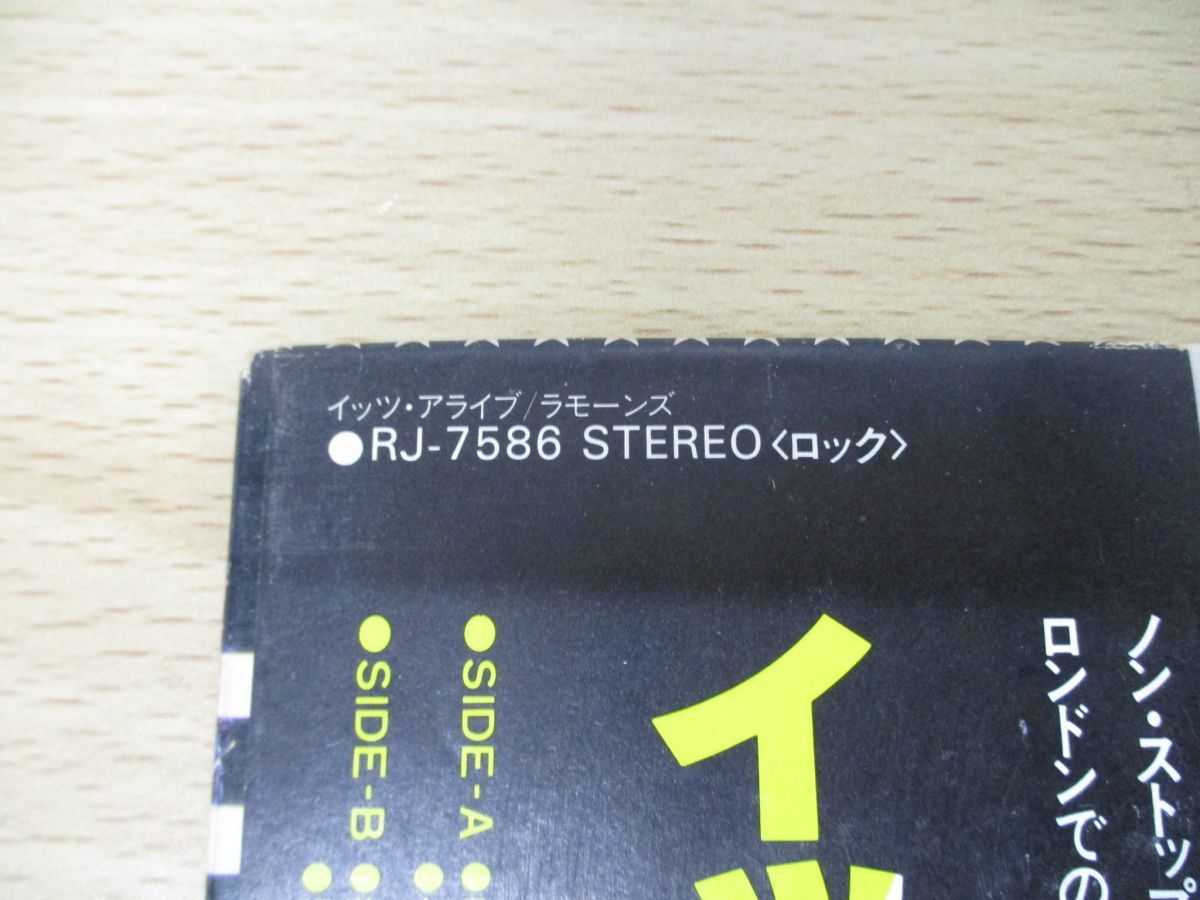 イッツ・アライブ/ラモーンズ
●RJ-7586 STEREO〈ロック〉
ノン・ストップ
ロンドンでの
イッ
●SIDE-A
●SIDE-B